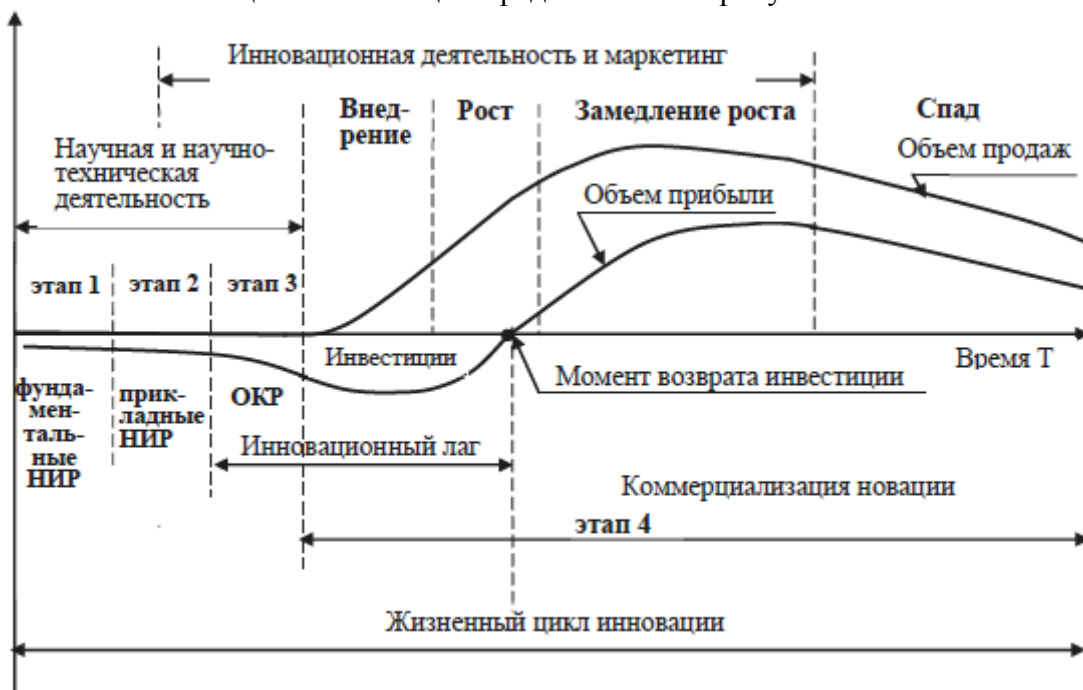 Инновационная деятельность и маркетинг
Внед-
рение
Рост
Замедление роста
Спад
Научная и научно-
техническая
деятельность
Объем продаж
Объем прибыли
этап 1
этап 2
этап 3
Инвестиции
Время Т
Момент возврата инвестиции
фунда-
мен-
таль-
ные
НИР
прик-
ладные
НИР
ОКР
Инновационный лаг
Коммерциализация новации
этап 4
Жизненный цикл инновации